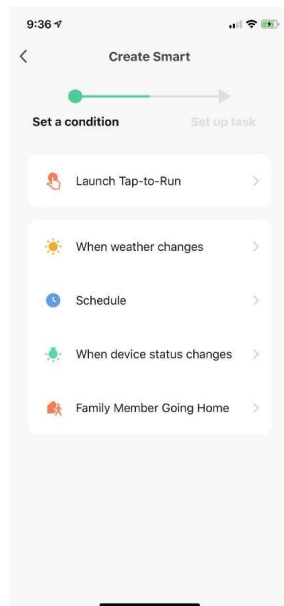 9:36
Create Smart
Set a condition
Set up task
Launch Tap-to-Run
When weather changes
Schedule
When device status changes
Family Member Going Home